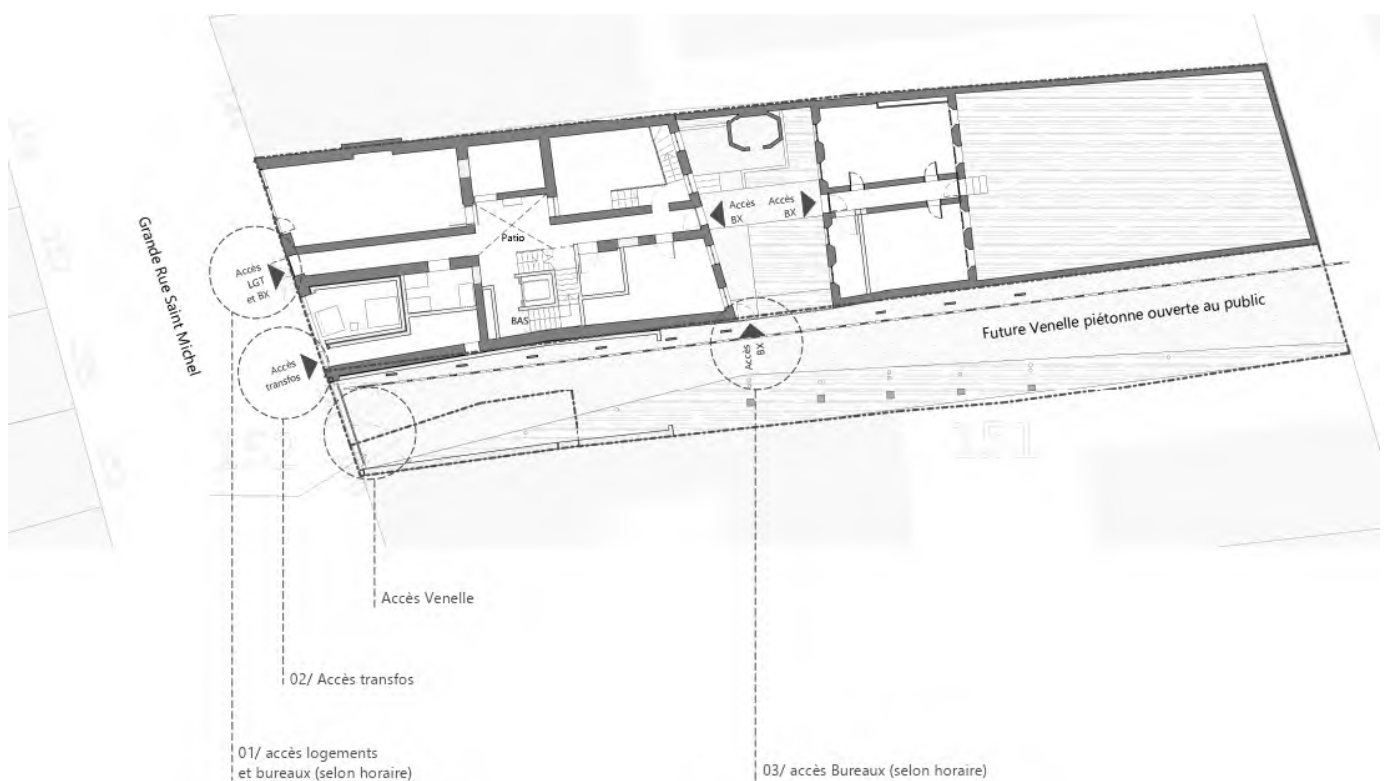 Grande Rue Saint Michel
Accès
LGT
et BX
Accès
transfos
Patio
BAS
Accès
BX
Accès
BX
Accès
BX
Future Venelle piétonne ouverte au public
151
151
Accès Venelle
02/ Accès transfos
01/ accès logements
et bureaux (selon horaire)
03/ accès Bureaux (selon horaire)